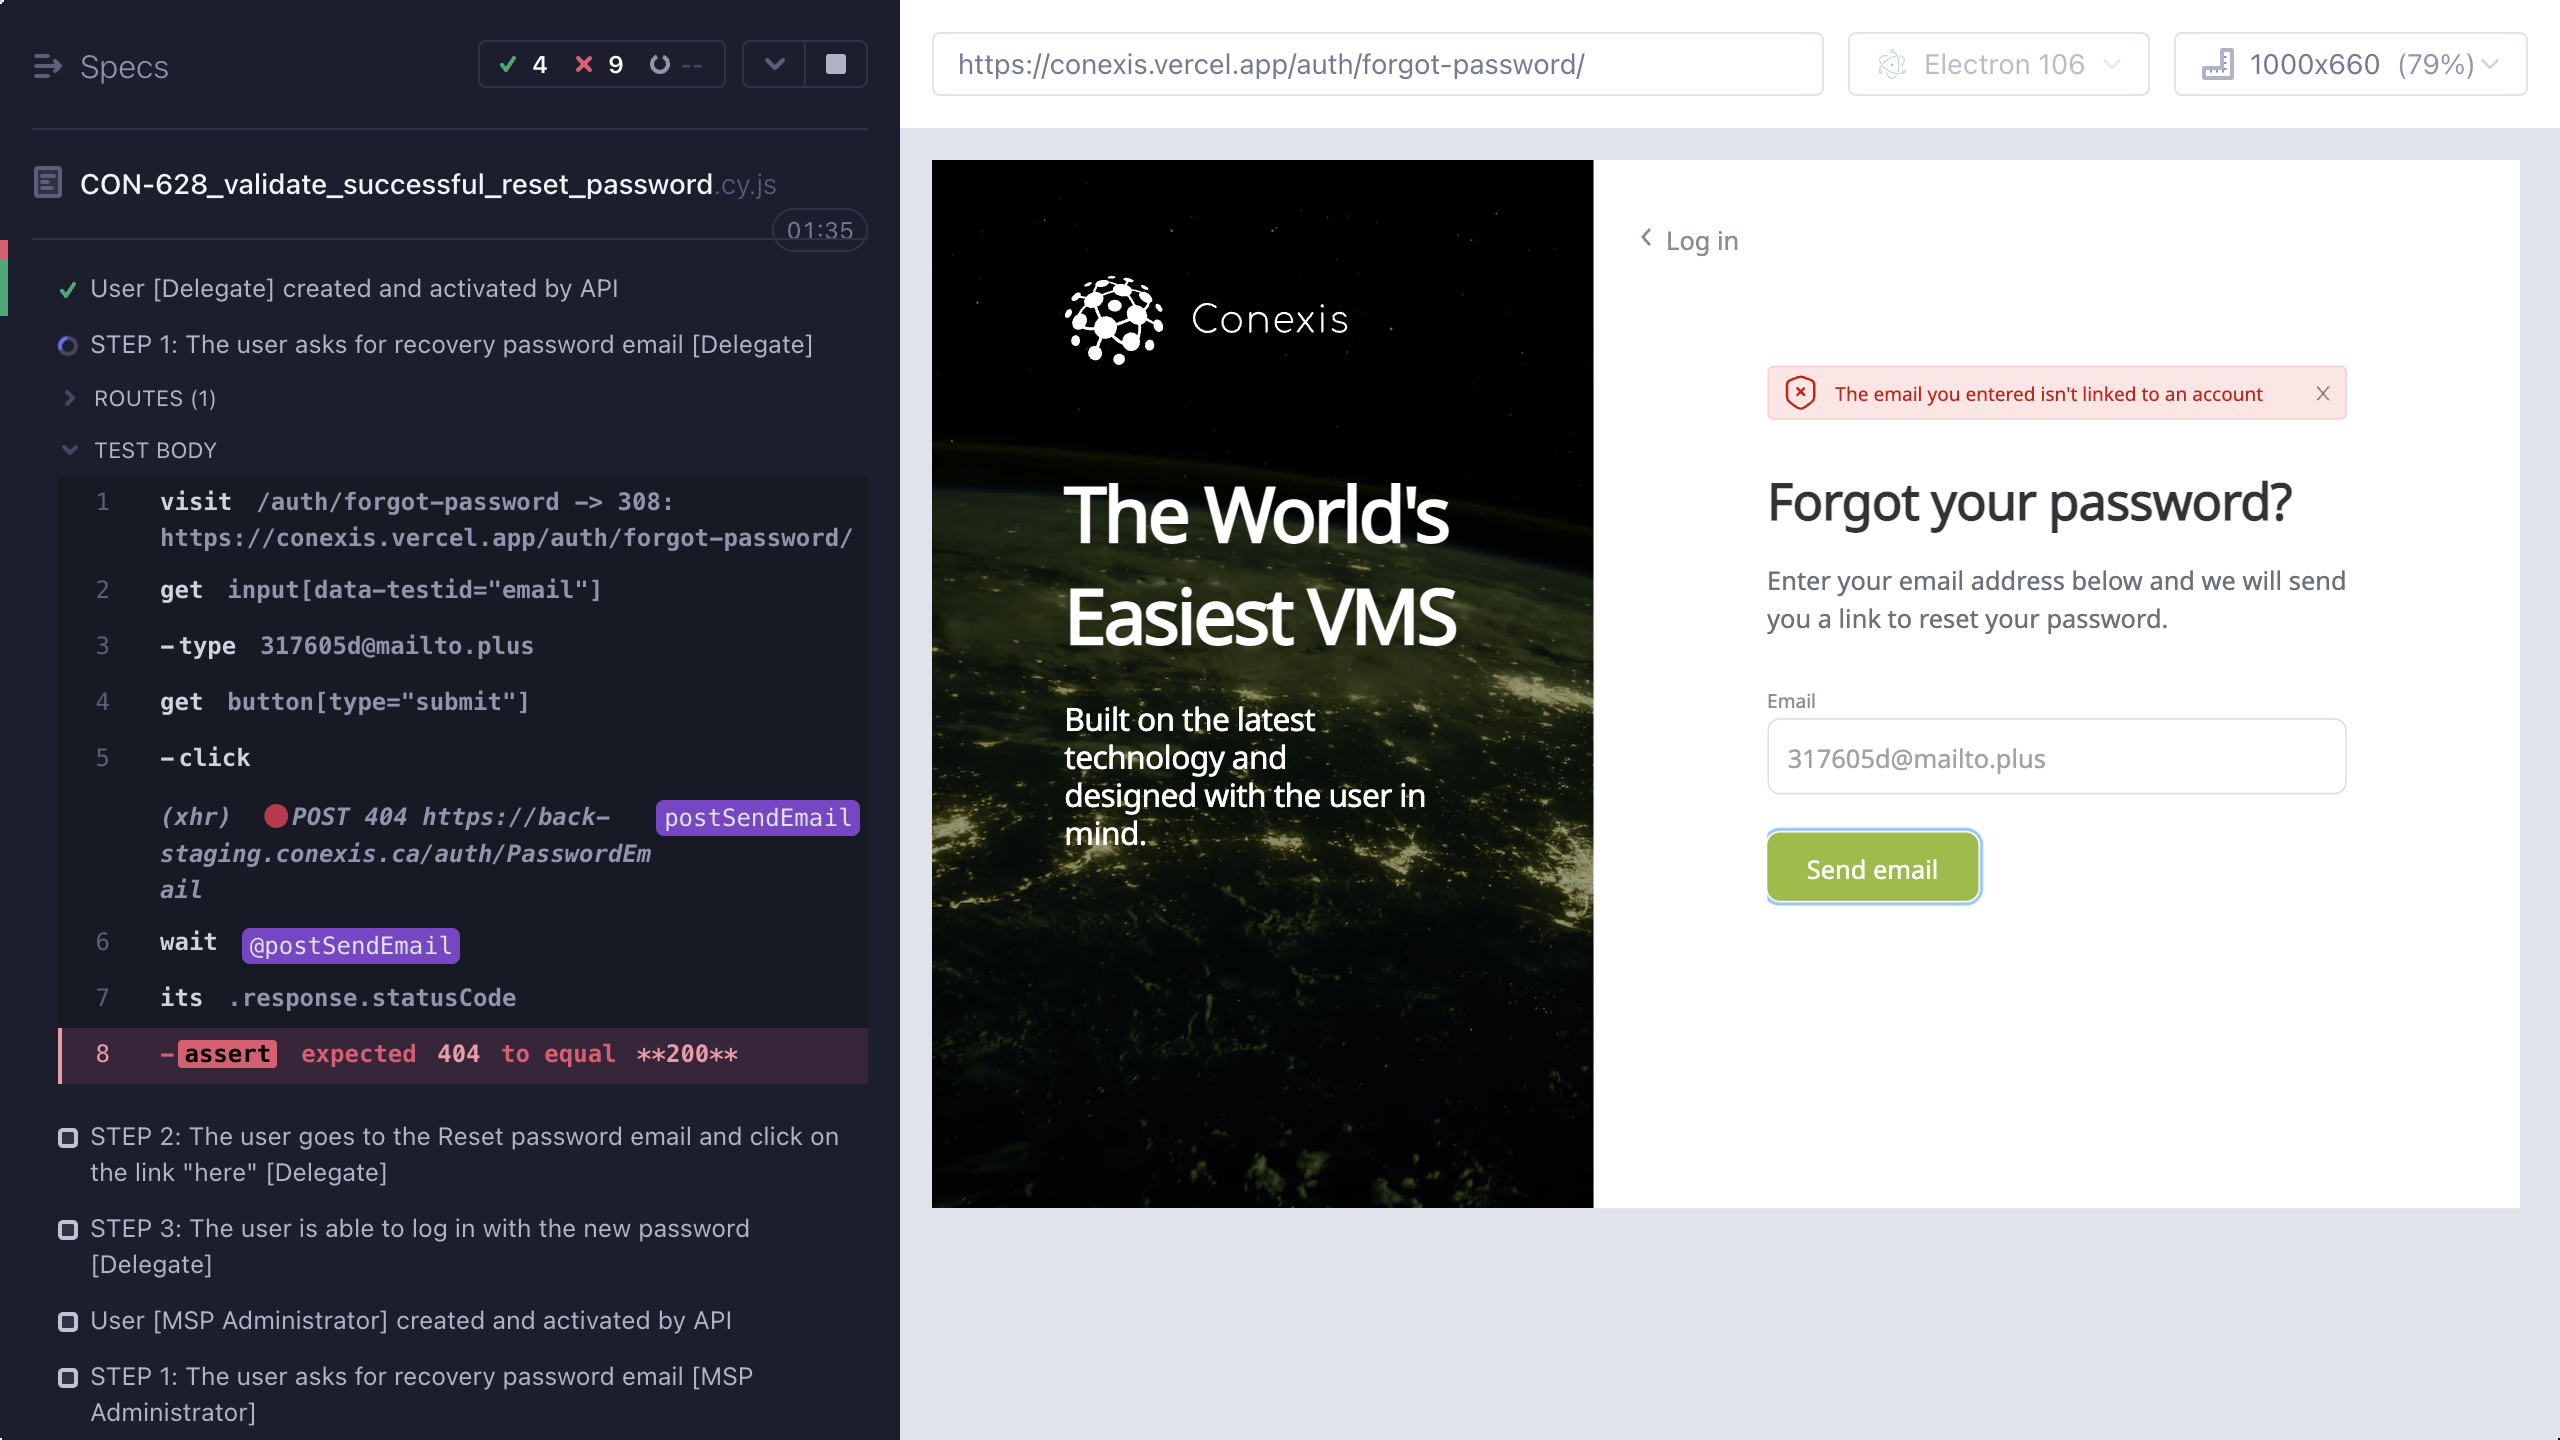 Specs
4
9
--
CON-628_validate_successful_reset_password.cy.js
01:35
User [Delegate] created and activated by API
STEP 1: The user asks for recovery password email [Delegate]
ROUTES (1)
TEST BODY
1 visit /auth/forgot-password -> 308:
https://conexis.vercel.app/auth/forgot-password/
2 get input[data-testid="email"]
3 -type 317605d@mailto.plus
4 get button[type="submit"]
5 -click
(xhr) POST 404 https://back-
staging.conexis.ca/auth/PasswordEm
ail
postSendEmail
6 wait @postSendEmail
7 its .response.statusCode
8 -assert expected 404 to equal **200**
STEP 2: The user goes to the Reset password email and click on
the link "here" [Delegate]
STEP 3: The user is able to log in with the new password
[Delegate]
User [MSP Administrator] created and activated by API
STEP 1: The user asks for recovery password email [MSP
Administrator]
https://conexis.vercel.app/auth/forgot-password/
Electron 106
1000x660 (79%)
Conexis
The World's
Easiest VMS
Built on the latest
technology and
designed with the user in
mind.
Log in
The email you entered isn't linked to an account
Forgot your password?
Enter your email address below and we will send
you a link to reset your password.
Email
317605d@mailto.plus
Send email